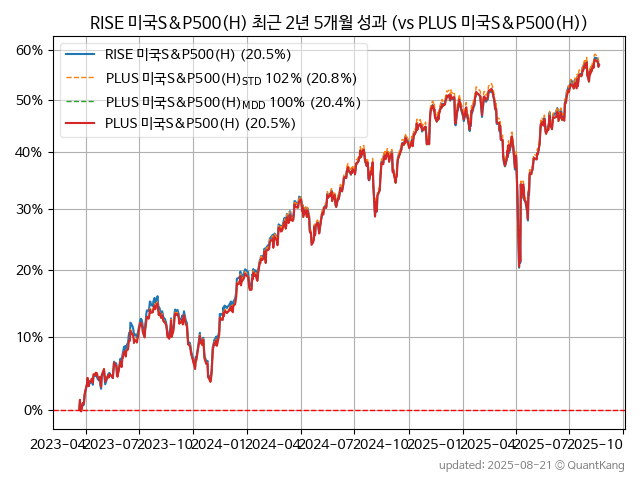 RISE 미국S&P500(H) 최근 2년 5개월 성과 (vs PLUS 미국S&P500(H))
60%
50%
40%
30%
20%
10%
0%
RISE 미국S&P500(H) (20.5%)
PLUS 미국S&P500(H)STD 102% (20.8%)
PLUS 미국S&P500(H)MDD 100% (20.4%)
PLUS 미국S&P500(H) (20.5%)
2023-04 2023-07 2023-10 2024-01 2024-04 2024-07 2024-10 2025-01 2025-04 2025-07 2025-10
updated: 2025-08-21 © QuantKang